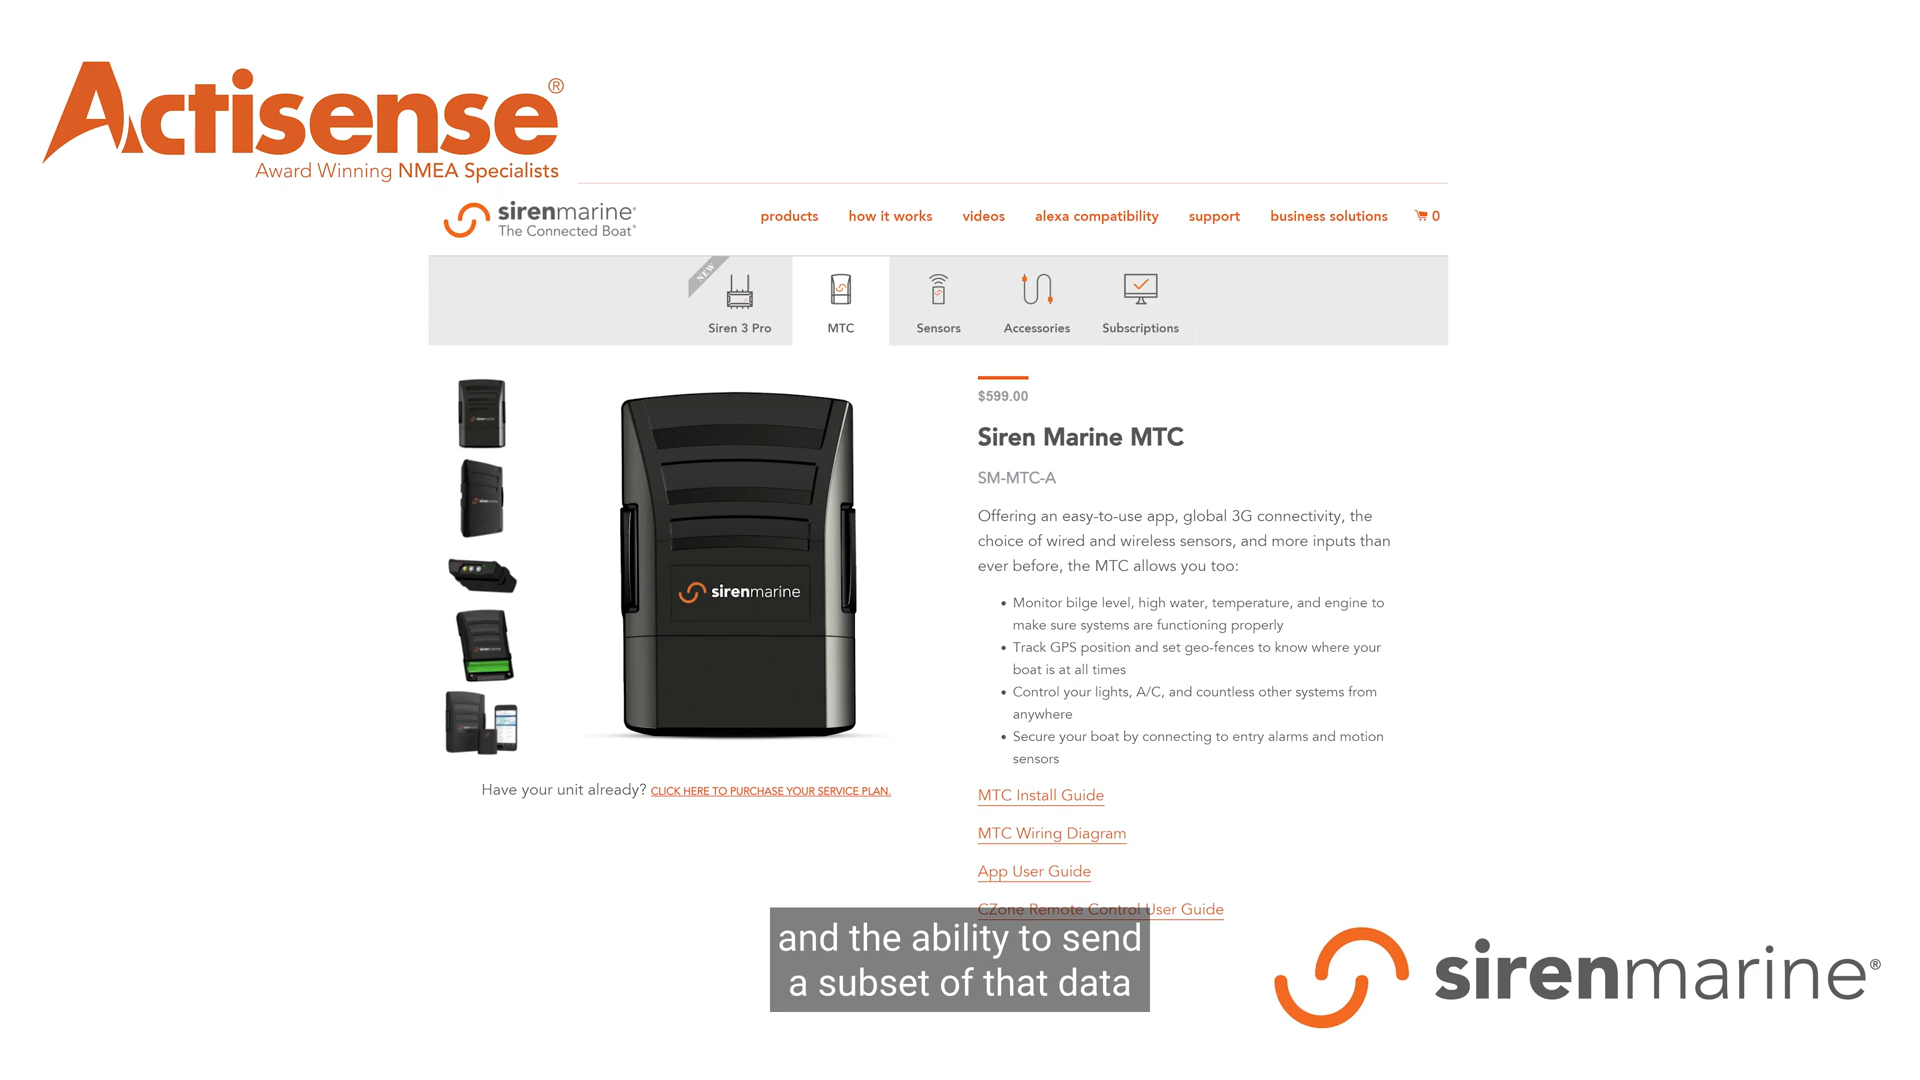 Actisense®
Award Winning NMEA Specialists
sirenmarine®
The Connected Boat®
products how it works videos alexa compatibility support business solutions 0
NEW
Siren 3 Pro MTC Sensors Accessories Subscriptions
$599.00
Siren Marine MTC
SM-MTC-A
Offering an easy-to-use app, global 3G connectivity, the
choice of wired and wireless sensors, and more inputs than
ever before, the MTC allows you too:
• Monitor bilge level, high water, temperature, and engine to
make sure systems are functioning properly
• Track GPS position and set geo-fences to know where your
boat is at all times
• Control your lights, A/C, and countless other systems from
anywhere
• Secure your boat by connecting to entry alarms and motion
sensors
sirenmarine
Have your unit already? CLICK HERE TO PURCHASE YOUR SERVICE PLAN.
MTC Install Guide
MTC Wiring Diagram
App User Guide
CZone Remote Control User Guide
and the ability to send
a subset of that data
sirenmarine®